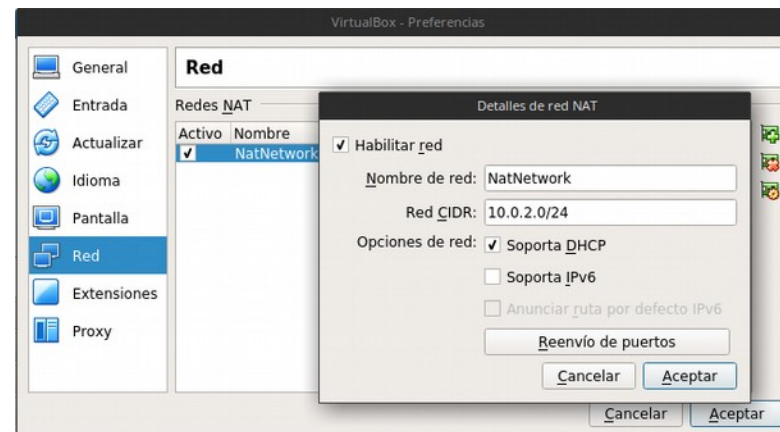 VirtualBox - Preferencias
General
Entrada
Actualizar
Idioma
Pantalla
Red
Extensiones
Proxy
Red
Redes NAT
Activo Nombre
NatNetwork
Detalles de red NAT
Habilitar red
Nombre de red: NatNetwork
Red CIDR: 10.0.2.0/24
Opciones de red: Soporta DHCP
Soporta IPv6
Anunciar ruta por defecto IPv6
Reenvío de puertos
Cancelar Aceptar
Cancelar Aceptar